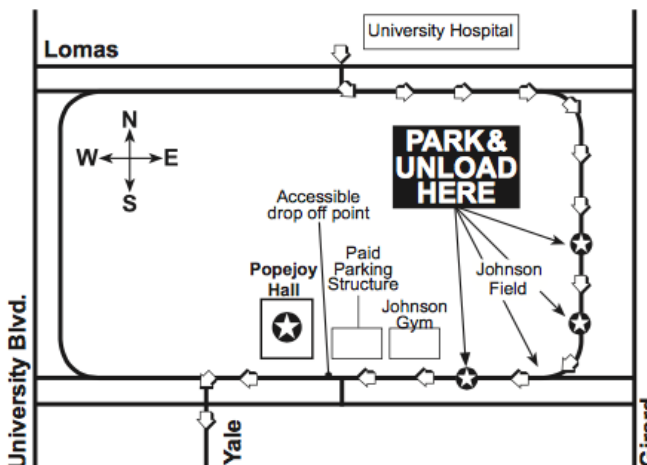 University Hospital
Lomas
N
W E
S
PARK &
UNLOAD
HERE
Accessible
drop off point
Popejoy
Hall
Paid
Parking
Structure
Johnson
Gym
Johnson
Field
University Blvd.
Yale
Girard